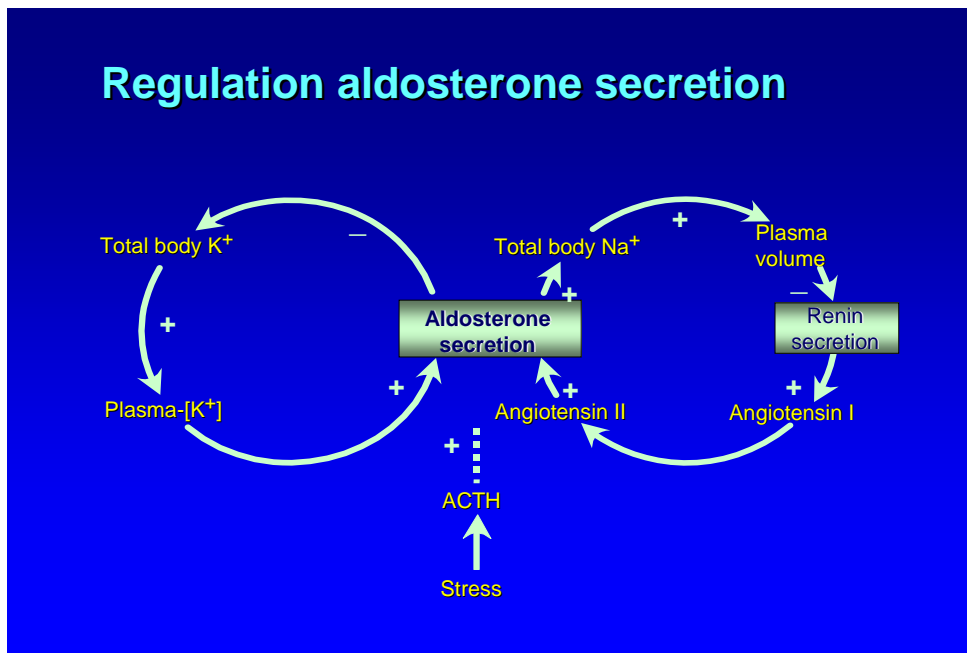 Regulation aldosterone secretion
Total body K⁺
–
Total body Na⁺
+
Plasma
volume
+
–
+
Aldosterone
secretion
Renin
secretion
+
+
+
Plasma-[K⁺]
Angiotensin II
Angiotensin I
+
ACTH
Stress